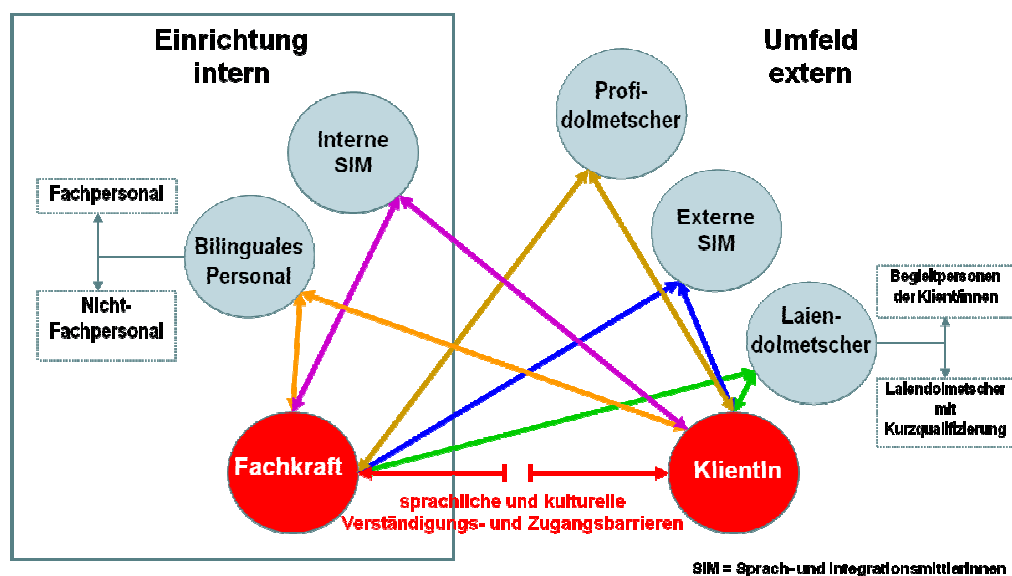 Einrichtung
intern
Umfeld
extern
Profi-
dolmetscher
Interne
SIM
Fachpersonal
Externe
SIM
Bilinguales
Personal
Nicht-
Fachpersonal
Begleitpersonen
der Klientinnen
Laien-
dolmetscher
Laiendolmetscher
mit
Kurzqualifizierung
Fachkraft
KlientIn
sprachliche und kulturelle
Verständigungs- und Zugangsbarrieren
SIM = Sprach- und IntegrationsmittlerInnen